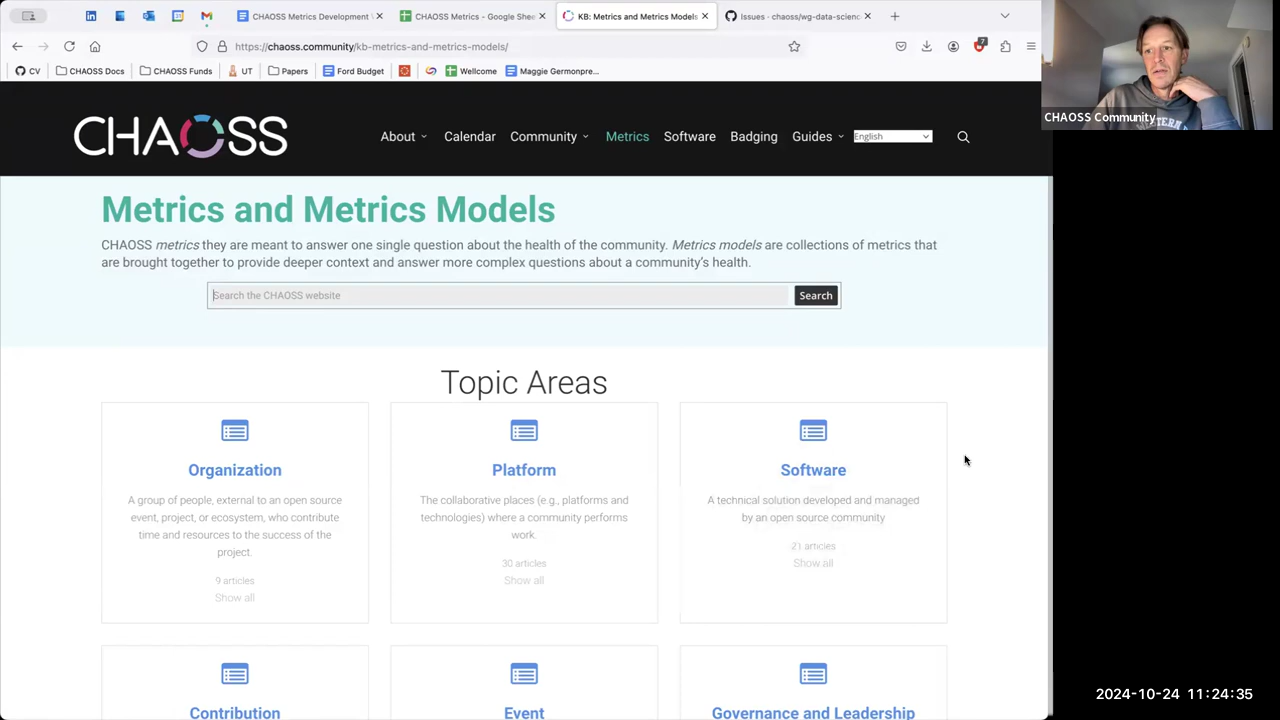 CHAOSS Metrics Development
CHAOSS Metrics - Google Shee
KB: Metrics and Metrics Models
Issues · chaoss/wg-data-scienc
https://chaoss.community/kb-metrics-and-metrics-models/
7
CV
CHAOSS Docs
CHAOSS Funds
UT
Papers
Ford Budget
Wellcome
Maggie Germonpre...
CHAOSS Community
CHAOSS
About
Calendar
Community
Metrics
Software
Badging
Guides
English
Metrics and Metrics Models
CHAOSS metrics they are meant to answer one single question about the health of the community. Metrics models are collections of metrics that
are brought together to provide deeper context and answer more complex questions about a community's health.
Search the CHAOSS website
Search
Topic Areas
Organization
A group of people, external to an open source
event, project, or ecosystem, who contribute
time and resources to the success of the
project.
9 articles
Show all
Platform
The collaborative places (e.g., platforms and
technologies) where a community performs
work.
30 articles
Show all
Software
A technical solution developed and managed
by an open source community
21 articles
Show all
Contribution
Event
Governance and Leadership
2024-10-24 11:24:35